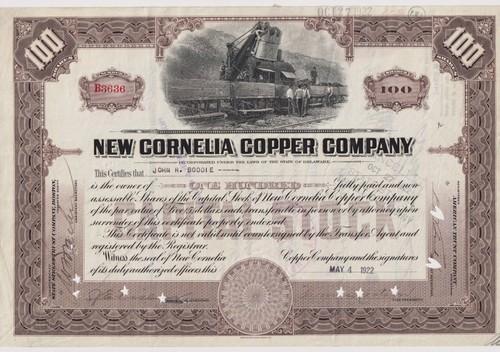 OCT 27 1932
100
100
B3636
100
NEW CORNELIA COPPER COMPANY
INCORPORATED UNDER THE LAWS OF THE STATE OF DELAWARE.
This Certifies that JOHN H. GOODIE
is the owner of ONE HUNDRED fully paid and non-
assessable Shares of the Capital Stock of New Cornelia Copper Company
of the par value of Five Dollars each, transferable in person or by attorney upon
surrender of this certificate properly endorsed.
This Certificate is not valid until countersigned by the Transfer Agent and
registered by the Registrar.
Witness the seal of New Cornelia Copper Company and the signatures
of its duly authorized officers this MAY 4 1922